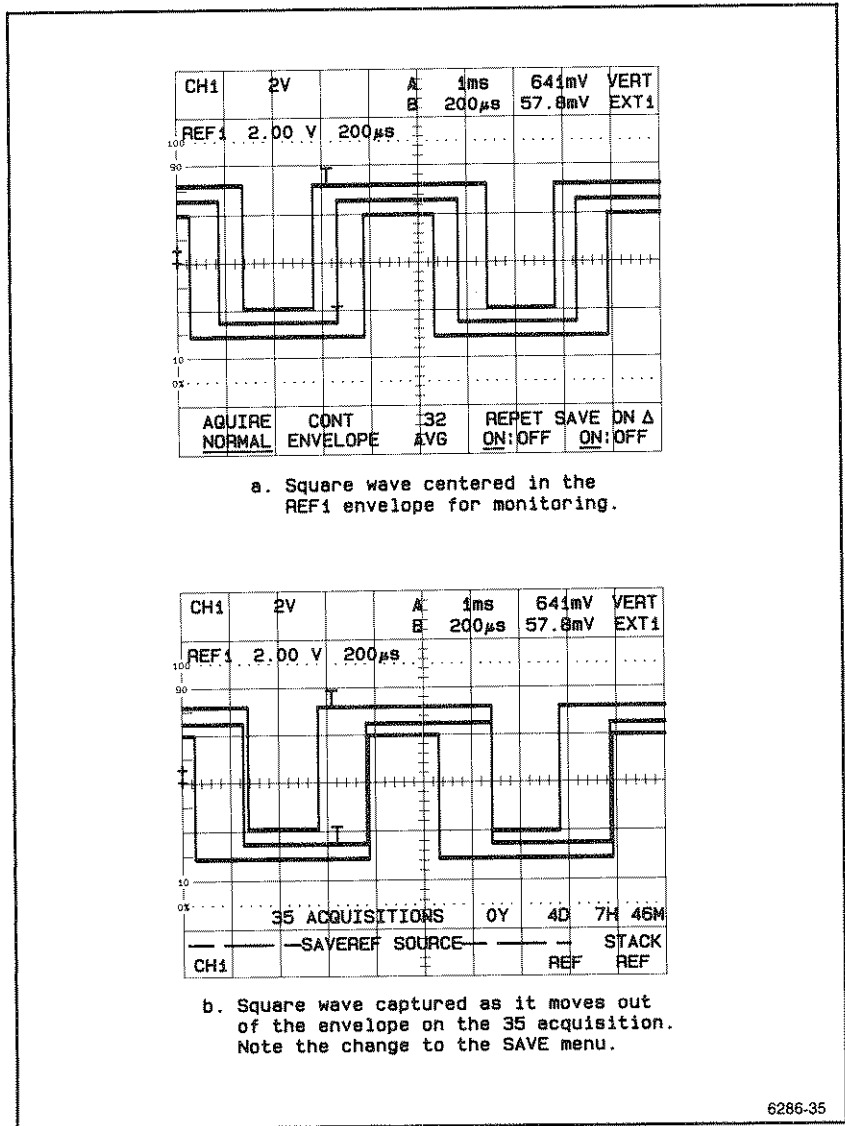 CH1 2V A 1ms 641mV VERT
B 200µs 57.8mV EXT1
REF1 2.00 V 200µs
100
90
10
0%
AQUIRE CONT 32 REPET SAVE ON Δ
NORMAL ENVELOPE AVG ON:OFF ON:OFF
a. Square wave centered in the
REF1 envelope for monitoring.
CH1 2V A 1ms 641mV VERT
B 200µs 57.8mV EXT1
REF1 2.00 V 200µs
100
90
10
0%
35 ACQUISITIONS 0Y 4D 7H 46M
— — — —SAVEREF SOURCE— — — — STACK
CH1 REF REF
b. Square wave captured as it moves out
of the envelope on the 35 acquisition.
Note the change to the SAVE menu.
6286-35